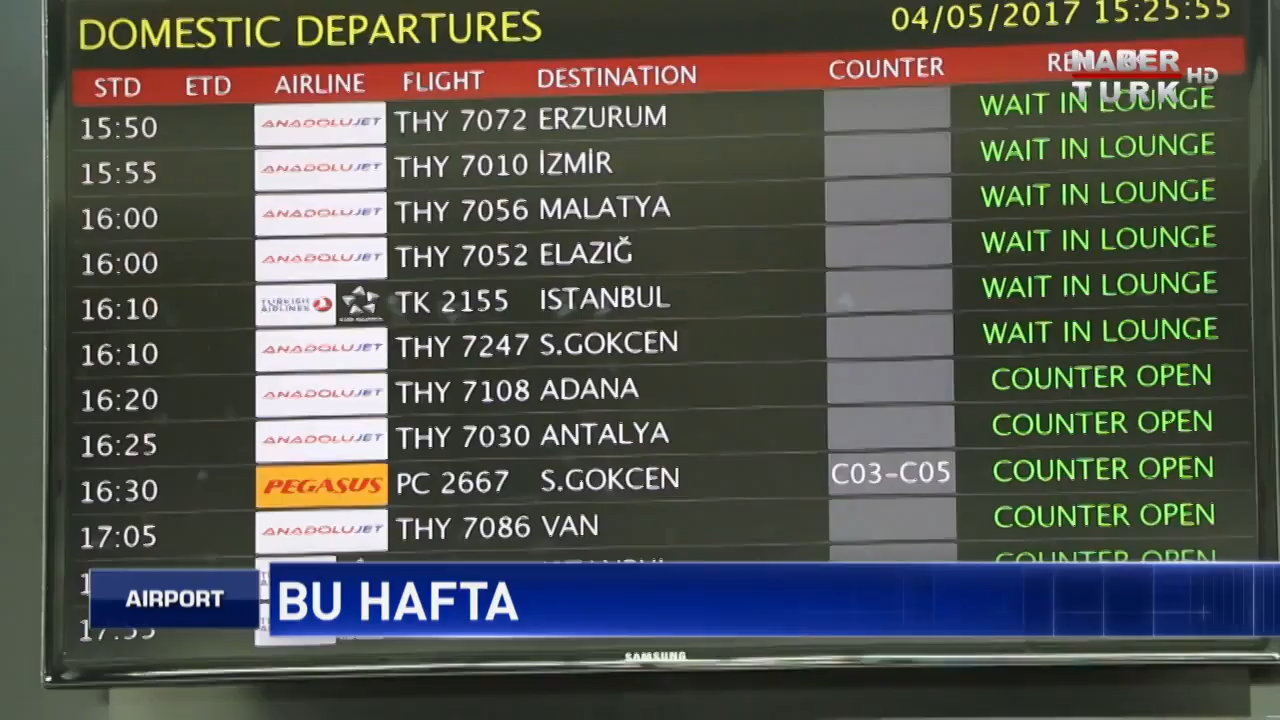 DOMESTIC DEPARTURES 04/05/2017 15:25:55
STD ETD AIRLINE FLIGHT DESTINATION COUNTER
HABER
TURK HD
15:50 ANADOLUJET THY 7072 ERZURUM WAIT IN LOUNGE
15:55 ANADOLUJET THY 7010 İZMİR WAIT IN LOUNGE
16:00 ANADOLUJET THY 7056 MALATYA WAIT IN LOUNGE
16:00 ANADOLUJET THY 7052 ELAZIĞ WAIT IN LOUNGE
16:10 TURKISH AIRLINES TK 2155 ISTANBUL WAIT IN LOUNGE
16:10 ANADOLUJET THY 7247 S.GOKCEN WAIT IN LOUNGE
16:20 ANADOLUJET THY 7108 ADANA COUNTER OPEN
16:25 ANADOLUJET THY 7030 ANTALYA COUNTER OPEN
16:30 PEGASUS PC 2667 S.GOKCEN C03-C05 COUNTER OPEN
17:05 ANADOLUJET THY 7086 VAN COUNTER OPEN
COUNTER OPEN
AIRPORT BU HAFTA
SAMSUNG